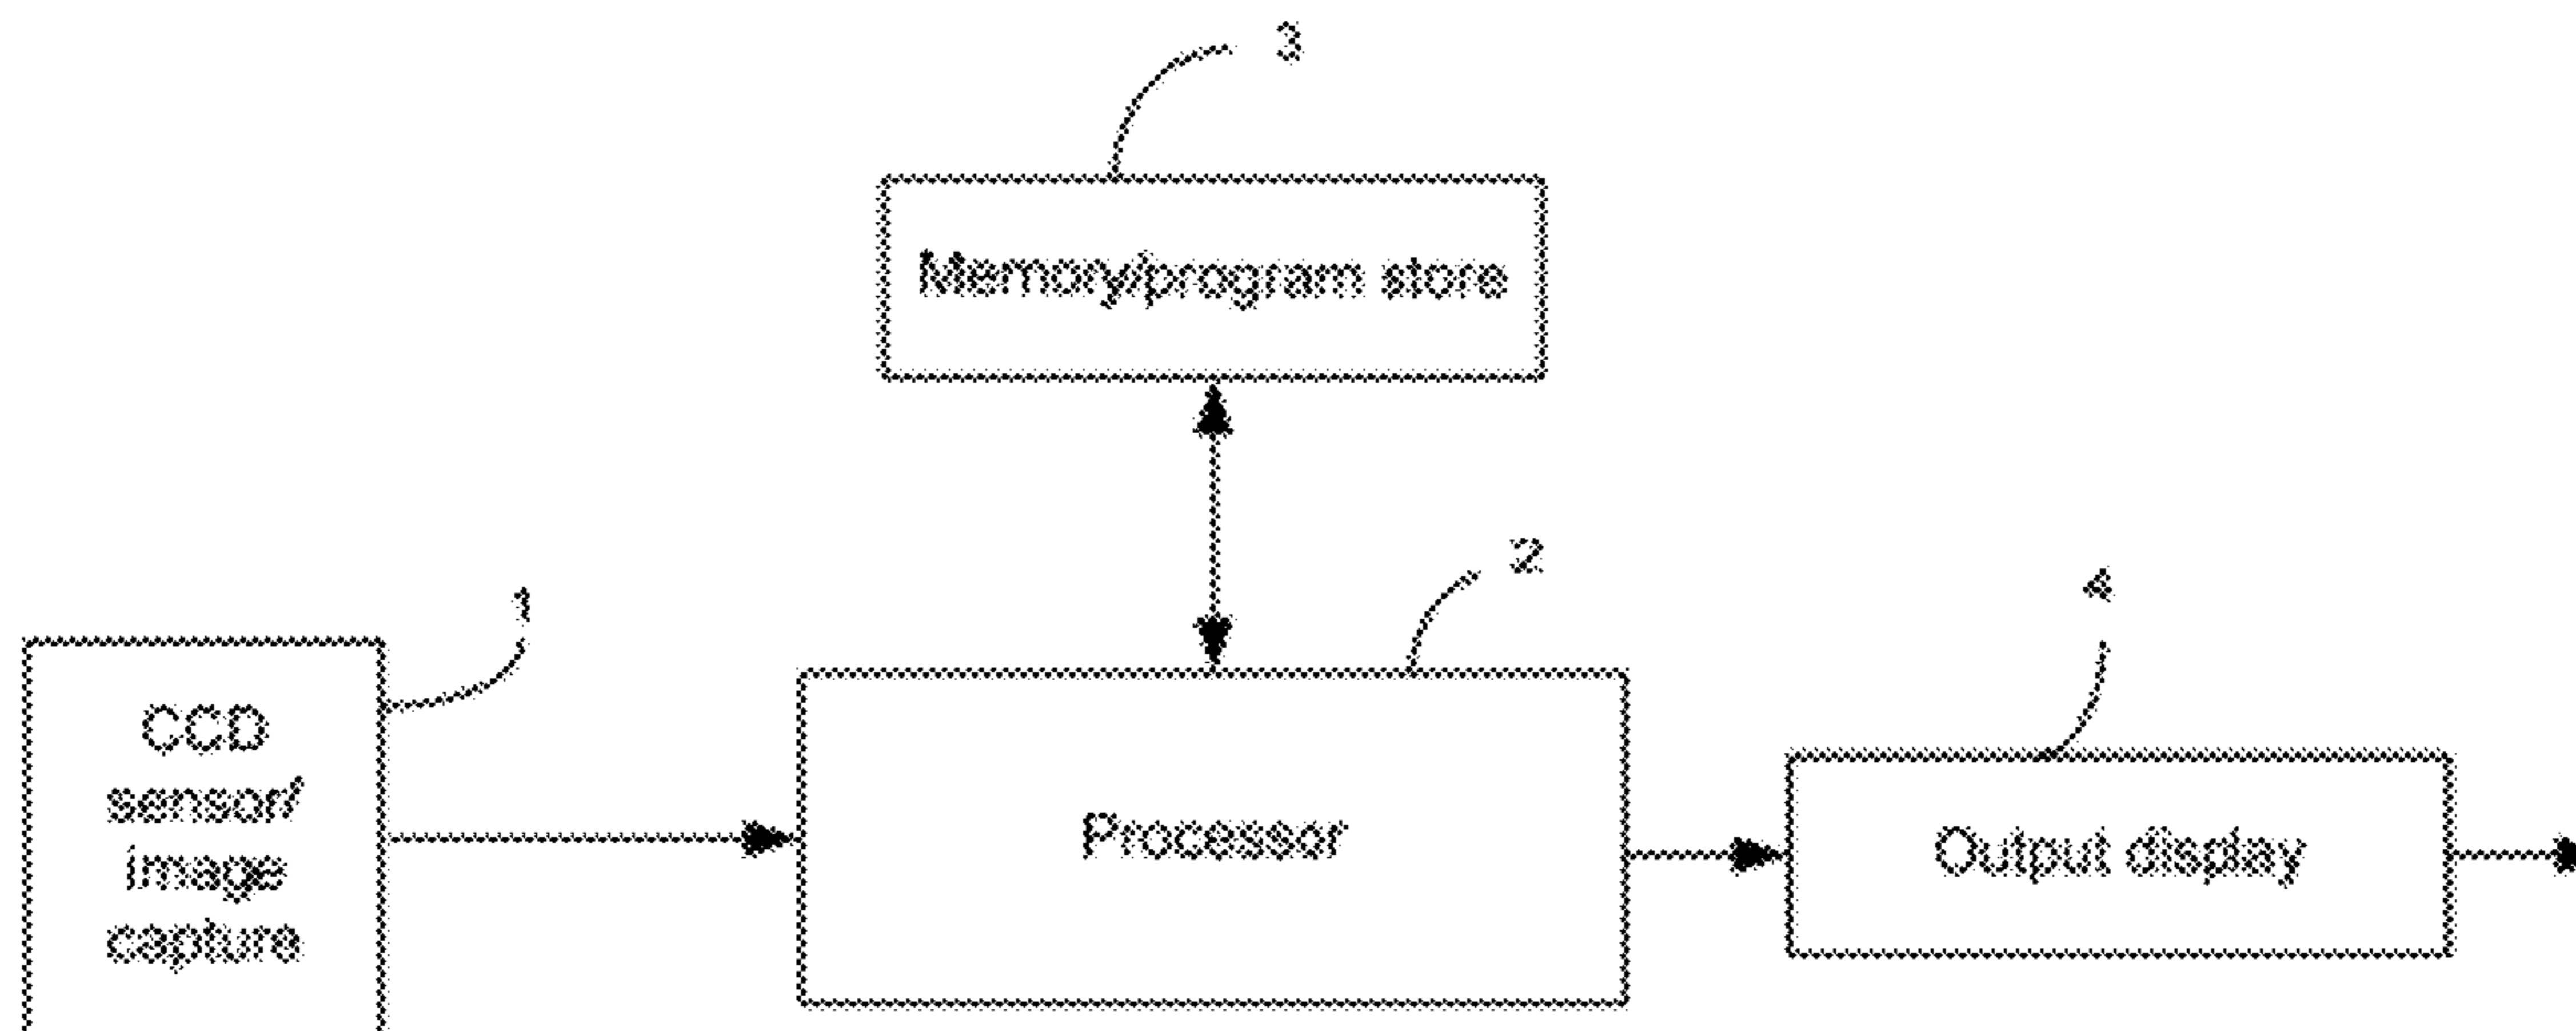 3
Memory/program store
2
4
1
CCD
sensor/
image
capture
Processor
Output display